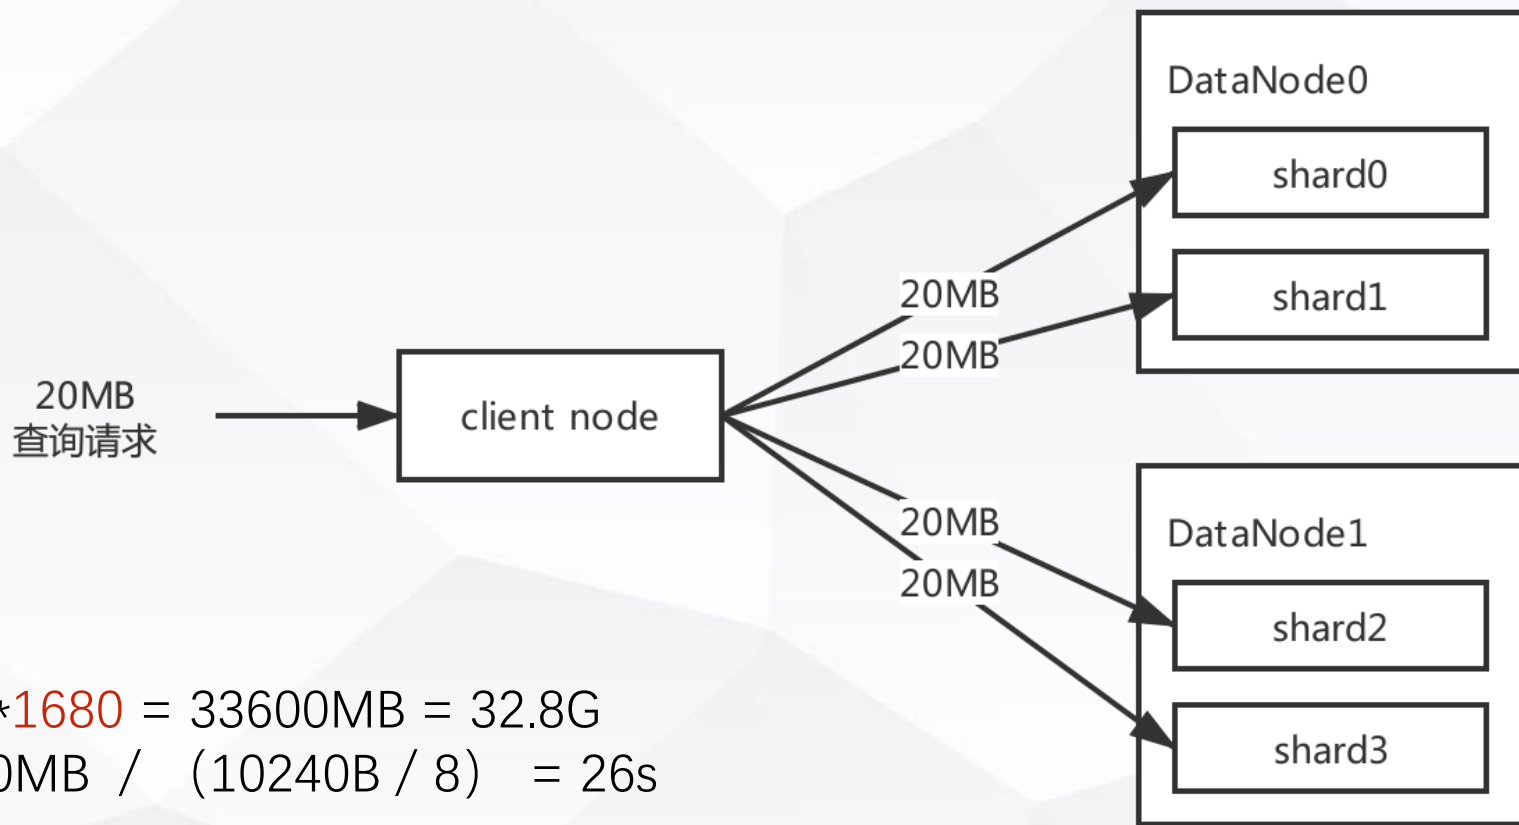 DataNode0
shard0
shard1
20MB
20MB
20MB
查询请求
client node
20MB
20MB
DataNode1
shard2
shard3
*1680 = 33600MB = 32.8G
0MB / （10240B / 8） = 26s